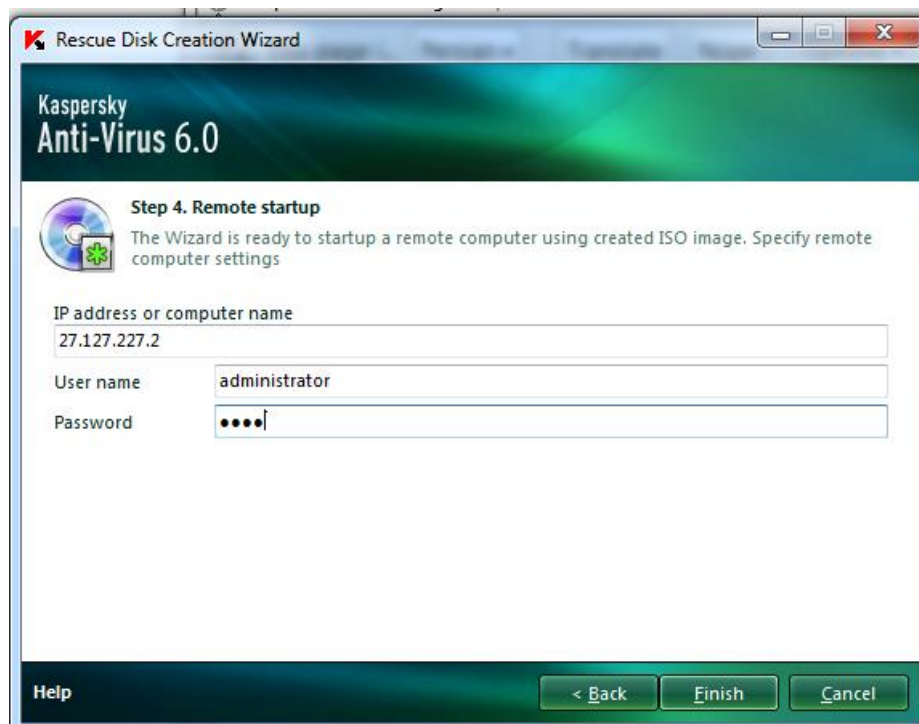 Rescue Disk Creation Wizard
Kaspersky
Anti-Virus 6.0
Step 4. Remote startup
The Wizard is ready to startup a remote computer using created ISO image. Specify remote
computer settings
IP address or computer name
27.127.227.2
User name
administrator
Password
••••
Help
< Back
Finish
Cancel